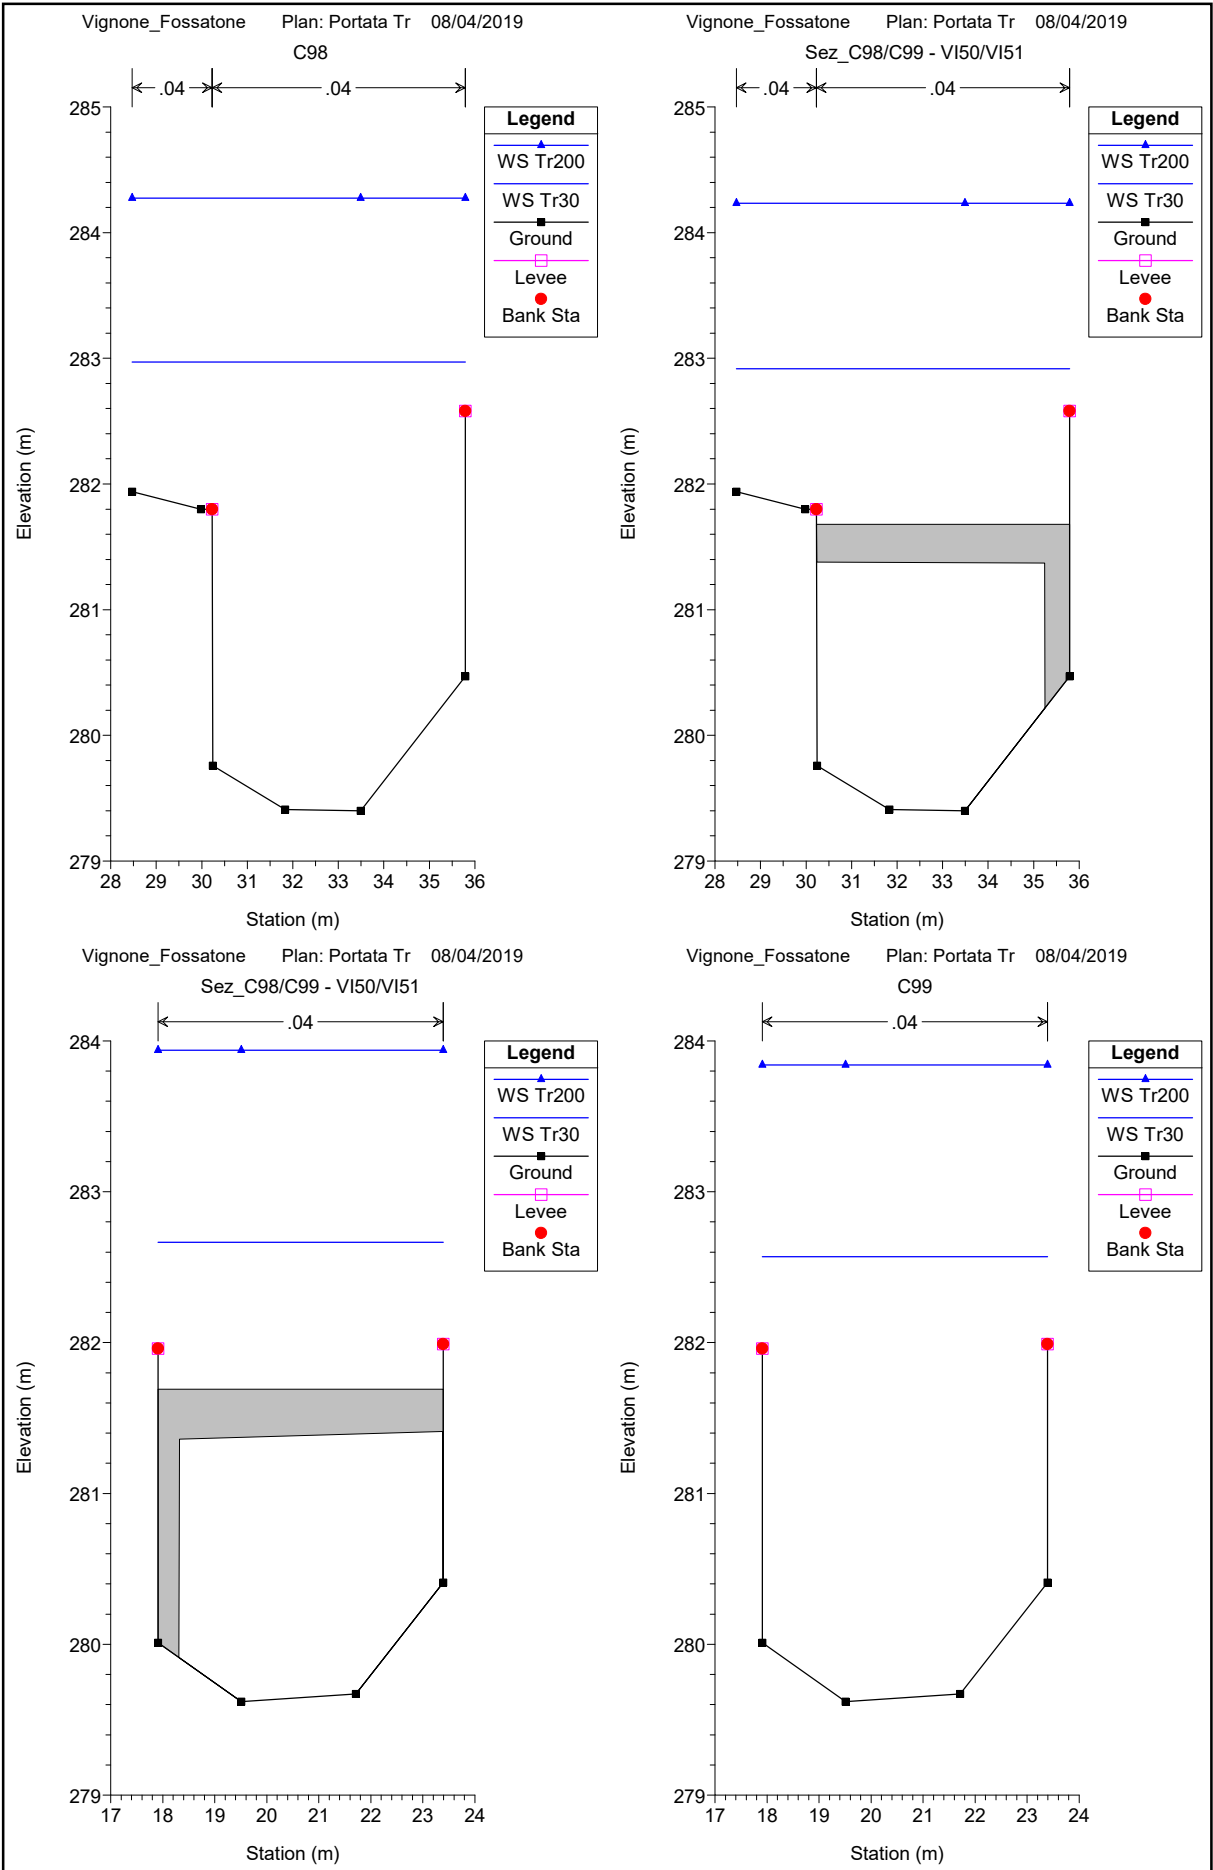 Vignone_Fossatone Plan: Portata Tr 08/04/2019
C98
.04 .04
Legend
WS Tr200
WS Tr30
Ground
Levee
Bank Sta
285
284
283
282
281
280
279
Elevation (m)
28 29 30 31 32 33 34 35 36
Station (m)
Vignone_Fossatone Plan: Portata Tr 08/04/2019
Sez_C98/C99 - VI50/VI51
.04 .04
Legend
WS Tr200
WS Tr30
Ground
Levee
Bank Sta
285
284
283
282
281
280
279
Elevation (m)
28 29 30 31 32 33 34 35 36
Station (m)
Vignone_Fossatone Plan: Portata Tr 08/04/2019
Sez_C98/C99 - VI50/VI51
.04
Legend
WS Tr200
WS Tr30
Ground
Levee
Bank Sta
284
283
282
281
280
279
Elevation (m)
17 18 19 20 21 22 23 24
Station (m)
Vignone_Fossatone Plan: Portata Tr 08/04/2019
C99
.04
Legend
WS Tr200
WS Tr30
Ground
Levee
Bank Sta
284
283
282
281
280
279
Elevation (m)
17 18 19 20 21 22 23 24
Station (m)